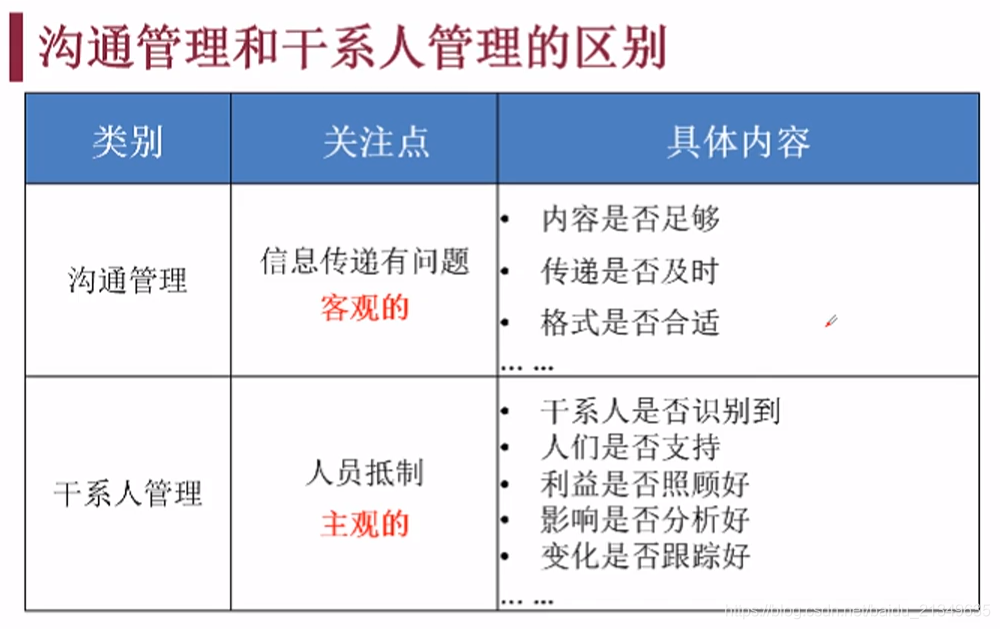 沟通管理和干系人管理的区别
类别 关注点 具体内容
沟通管理
信息传递有问题
客观的
• 内容是否足够
• 传递是否及时
• 格式是否合适
... ...
干系人管理
人员抵制
主观的
• 干系人是否识别到
• 人们是否支持
• 利益是否照顾好
• 影响是否分析好
• 变化是否跟踪好
... ...
https://blog.csdn.net/baidu_21349635